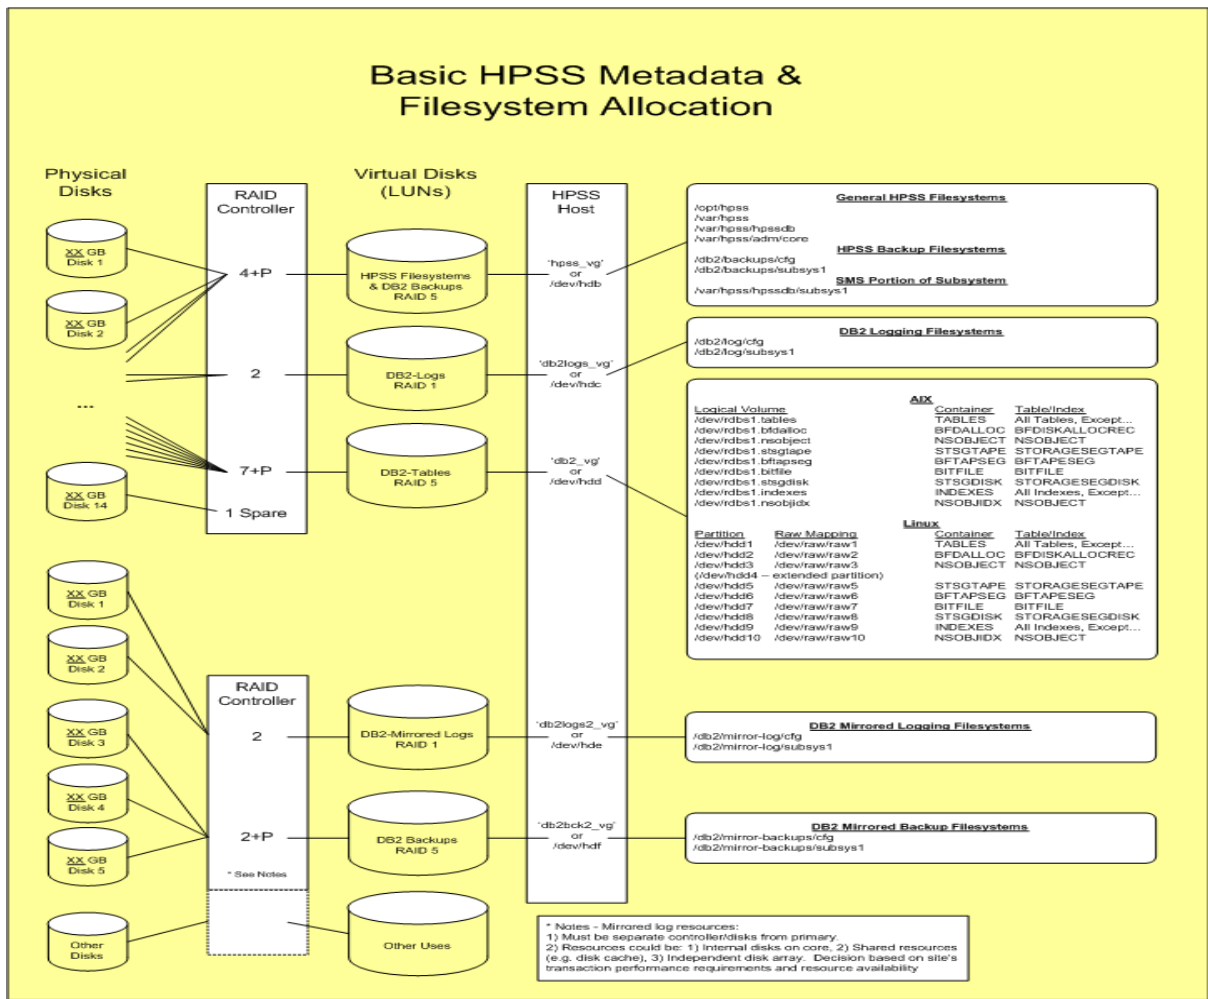 Basic HPSS Metadata &
Filesystem Allocation
Physical
Disks
XX GB
Disk 1
XX GB
Disk 2
...
XX GB
Disk 14
RAID
Controller
4+P
2
7+P
1 Spare
Virtual Disks
(LUNs)
HPSS Filesystems
& DB2 Backups
RAID 5
DB2-Logs
RAID 1
DB2-Tables
RAID 5
HPSS
Host
'hpss_vg'
or
/dev/hdb
'db2logs_vg'
or
/dev/hdc
'db2_vg'
or
/dev/hdd
General HPSS Filesystems
/opt/hpss
/var/hpss
/var/hpss/hpssdb
/var/hpss/adm/core
HPSS Backup Filesystems
/db2/backups/cfg
/db2/backups/subsys1
SMS Portion of Subsystem
/var/hpss/hpssdb/subsys1
DB2 Logging Filesystems
/db2/log/cfg
/db2/log/subsys1
AIX
Logical Volume Container Table/Index
/dev/rdbs1.tables TABLES All Tables, Except...
/dev/rdbs1.bfdalloc BFDALLOC BFDISKALLOCREC
/dev/rdbs1.nsobject NSOBJECT NSOBJECT
/dev/rdbs1.stsgtape STSGTAPE STORAGESEGTAPE
/dev/rdbs1.bftapseg BFTAPSEG BFTAPESEG
/dev/rdbs1.bitfile BITFILE BITFILE
/dev/rdbs1.stsgdisk STSGDISK STORAGESEGDISK
/dev/rdbs1.indexes INDEXES All Indexes, Except...
/dev/rdbs1.nsobjidx NSOBJIDX NSOBJECT
Linux
Partition Raw Mapping Container Table/Index
/dev/hdd1 /dev/raw/raw1 TABLES All Tables, Except...
/dev/hdd2 /dev/raw/raw2 BFDALLOC BFDISKALLOCREC
/dev/hdd3 /dev/raw/raw3 NSOBJECT NSOBJECT
(/dev/hdd4 – extended partition)
/dev/hdd5 /dev/raw/raw5 STSGTAPE STORAGESEGTAPE
/dev/hdd6 /dev/raw/raw6 BFTAPSEG BFTAPESEG
/dev/hdd7 /dev/raw/raw7 BITFILE BITFILE
/dev/hdd8 /dev/raw/raw8 STSGDISK STORAGESEGDISK
/dev/hdd9 /dev/raw/raw9 INDEXES All Indexes, Except...
/dev/hdd10 /dev/raw/raw10 NSOBJIDX NSOBJECT
XX GB
Disk 1
XX GB
Disk 2
XX GB
Disk 3
XX GB
Disk 4
XX GB
Disk 5
Other
Disks
RAID
Controller
2
2+P
* See Notes
DB2-Mirrored Logs
RAID 1
DB2 Backups
RAID 5
Other Uses
'db2logs2_vg'
or
/dev/hde
'db2bck2_vg'
or
/dev/hdf
DB2 Mirrored Logging Filesystems
/db2/mirror-log/cfg
/db2/mirror-log/subsys1
DB2 Mirrored Backup Filesystems
/db2/mirror-backups/cfg
/db2/mirror-backups/subsys1
* Notes - Mirrored log resources:
1) Must be separate controller/disks from primary.
2) Resources could be: 1) Internal disks on core, 2) Shared resources
(e.g. disk cache), 3) Independent disk array. Decision based on site's
transaction performance requirements and resource availability